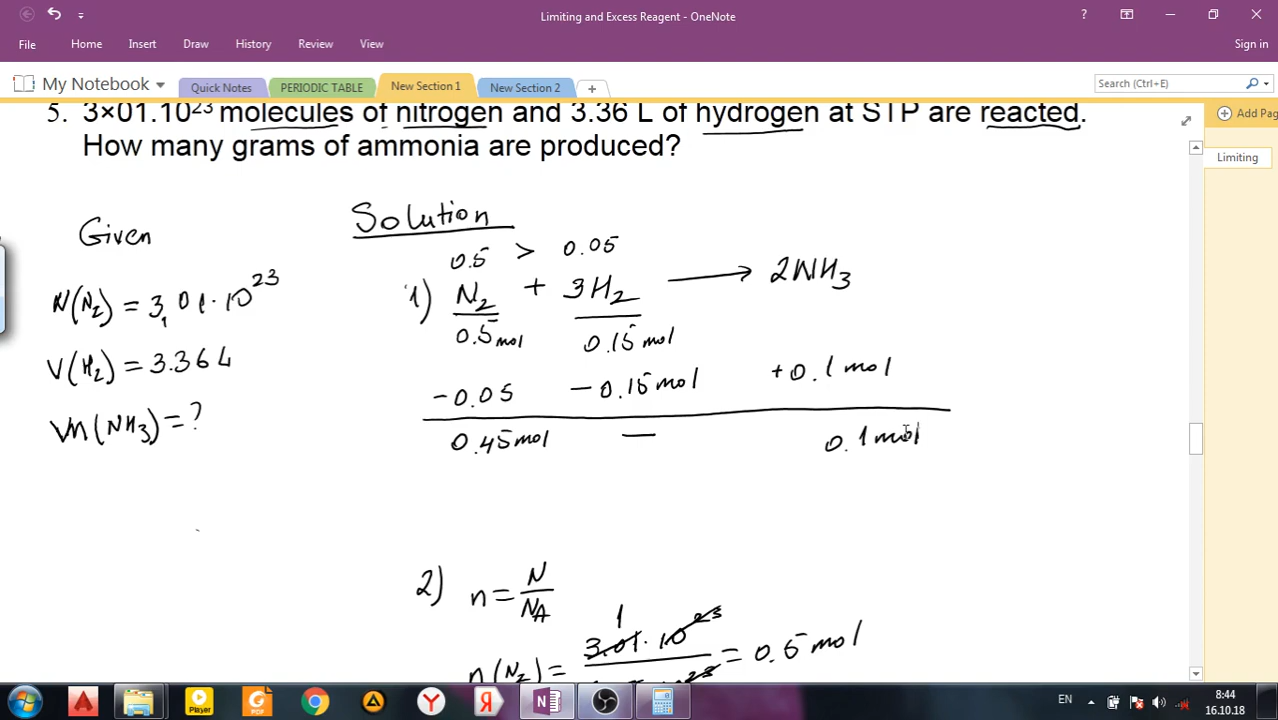 Limiting and Excess Reagent - OneNote
?
File Home Insert Draw History Review View Sign in
My Notebook Quick Notes PERIODIC TABLE New Section 1 New Section 2 + Search (Ctrl+E)
5. 3×01.10²³ molecules of nitrogen and 3.36 L of hydrogen at STP are reacted.
How many grams of ammonia are produced?
Add Pag
Limiting
Solution
Given
0.5 > 0.05
1) N₂ + 3H₂ → 2NH₃
N(N₂) = 3,01·10²³
0.5mol 0.15mol
V(H₂) = 3.36L
-0.05 -0.15mol +0.1mol
m(NH₃) = ?
0.45mol — 0.1mol
2) n = N/NA
n(N₂) = 3.01·10²³ = 0.5mol
1
Player
PDF
Y
Я
N
EN
8:44
16.10.18